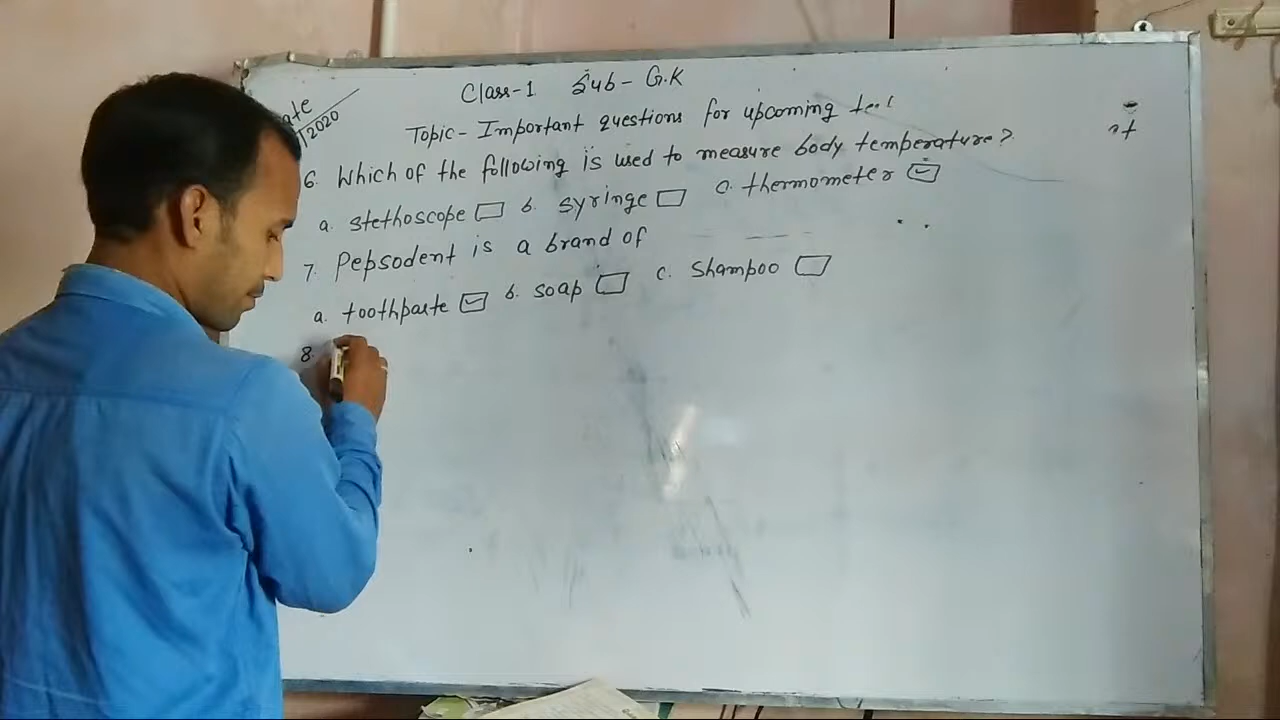 Class-1 Sub- G.K
2020
Topic- Important questions for upcoming
6. Which of the following is used to measure body temperature?
a. stethoscope b. syringe c. thermometer
7. Pepsodent is a brand of
a. toothpaste b. soap c. Shampoo
8.